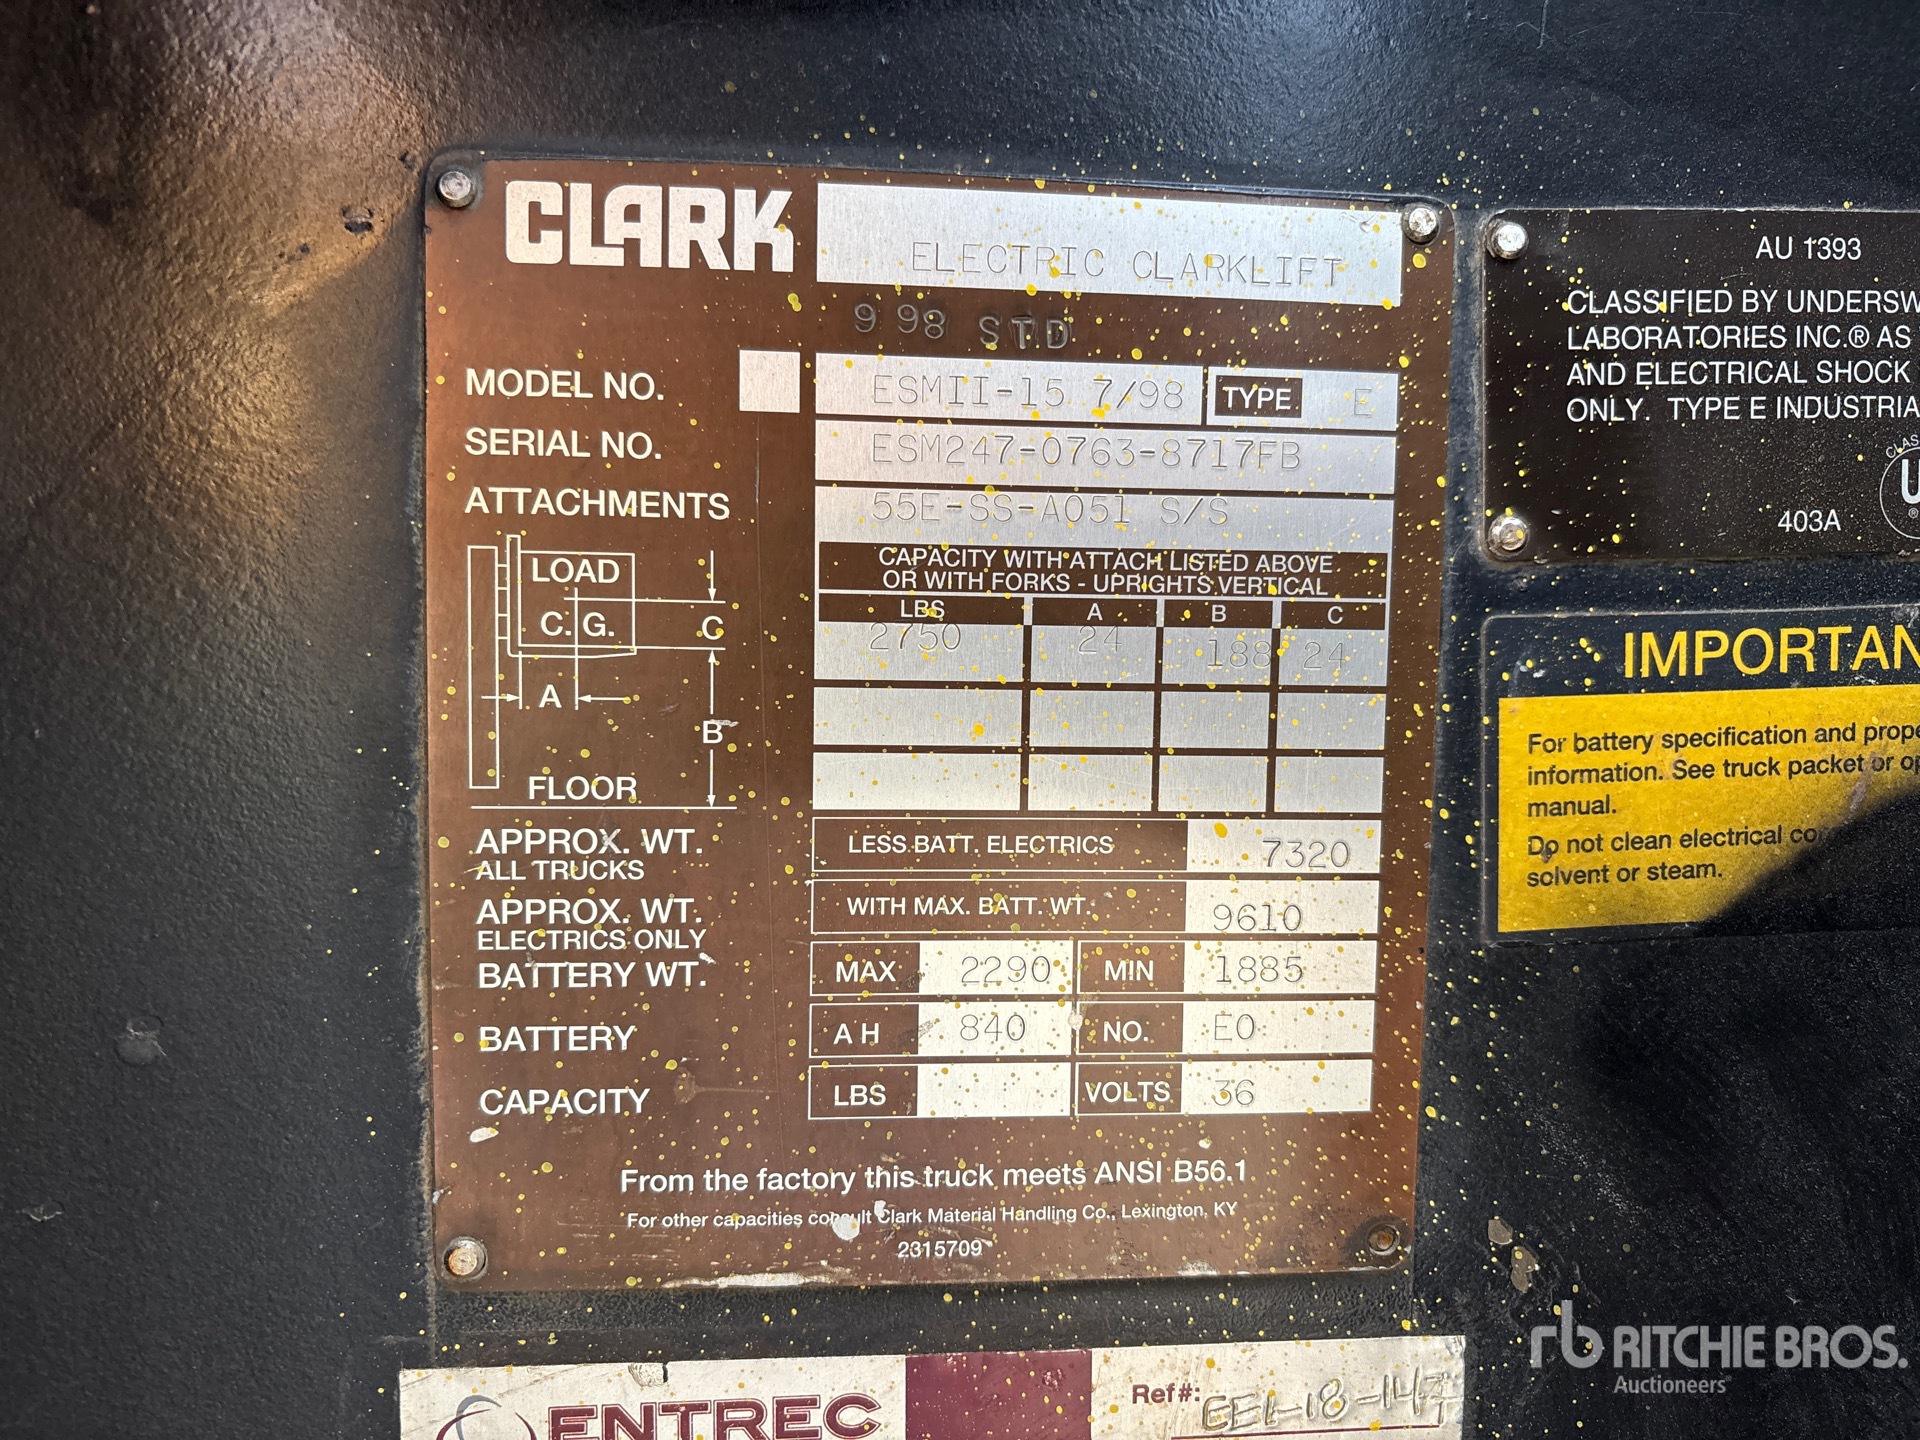 CLARK
ELECTRIC CLARKLIFT
998 STD
MODEL NO. ESMII-15 7/98 TYPE E
SERIAL NO. ESM247-0763-8717FB
ATTACHMENTS 55E-SS-A051 S/S
CAPACITY WITH ATTACH LISTED ABOVE
OR WITH FORKS - UPRIGHTS VERTICAL
LBS A B C
2750 24 188 24
LOAD
C.G.
C
A
B
FLOOR
APPROX. WT. LESS BATT. ELECTRICS 7320
ALL TRUCKS
APPROX. WT. WITH MAX. BATT. WT. 9610
ELECTRICS ONLY
BATTERY WT. MAX 2290 MIN 1885
BATTERY A H 840 NO. E0
CAPACITY LBS VOLTS 36
From the factory this truck meets ANSI B56.1
For other capacities consult Clark Material Handling Co., Lexington, KY
2315709
AU 1393
CLASSIFIED BY UNDERSW
LABORATORIES INC.® AS
AND ELECTRICAL SHOCK
ONLY. TYPE E INDUSTRIA
403A
IMPORTAN
For battery specification and prope
information. See truck packet or op
manual.
Do not clean electrical co
solvent or steam.
ENTREC
Ref#:
rb RITCHIE BROS.
Auctioneers